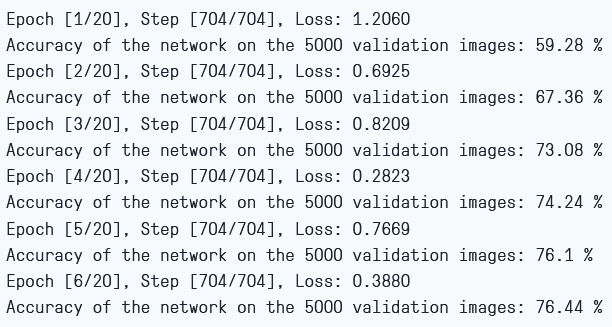 Epoch [1/20], Step [704/704], Loss: 1.2060
Accuracy of the network on the 5000 validation images: 59.28 %
Epoch [2/20], Step [704/704], Loss: 0.6925
Accuracy of the network on the 5000 validation images: 67.36 %
Epoch [3/20], Step [704/704], Loss: 0.8209
Accuracy of the network on the 5000 validation images: 73.08 %
Epoch [4/20], Step [704/704], Loss: 0.2823
Accuracy of the network on the 5000 validation images: 74.24 %
Epoch [5/20], Step [704/704], Loss: 0.7669
Accuracy of the network on the 5000 validation images: 76.1 %
Epoch [6/20], Step [704/704], Loss: 0.3880
Accuracy of the network on the 5000 validation images: 76.44 %